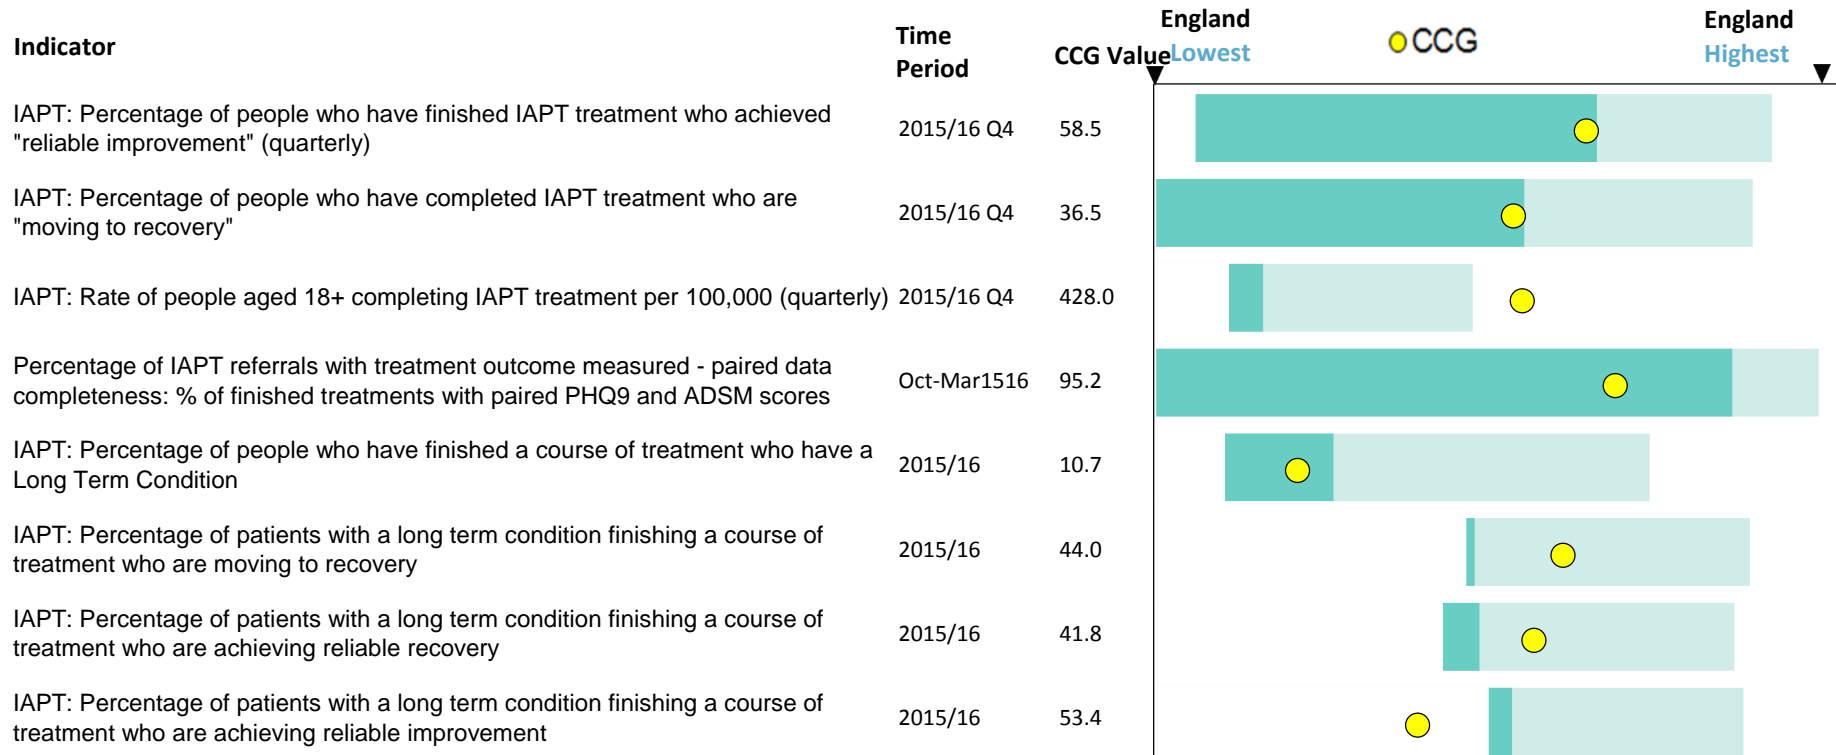 Indicator
Time
Period
CCG Value
England
Lowest
CCG
England
Highest
IAPT: Percentage of people who have finished IAPT treatment who achieved
"reliable improvement" (quarterly)
2015/16 Q4
58.5
IAPT: Percentage of people who have completed IAPT treatment who are
"moving to recovery"
2015/16 Q4
36.5
IAPT: Rate of people aged 18+ completing IAPT treatment per 100,000 (quarterly)
2015/16 Q4
428.0
Percentage of IAPT referrals with treatment outcome measured - paired data
completeness: % of finished treatments with paired PHQ9 and ADSM scores
Oct-Mar1516
95.2
IAPT: Percentage of people who have finished a course of treatment who have a
Long Term Condition
2015/16
10.7
IAPT: Percentage of patients with a long term condition finishing a course of
treatment who are moving to recovery
2015/16
44.0
IAPT: Percentage of patients with a long term condition finishing a course of
treatment who are achieving reliable recovery
2015/16
41.8
IAPT: Percentage of patients with a long term condition finishing a course of
treatment who are achieving reliable improvement
2015/16
53.4